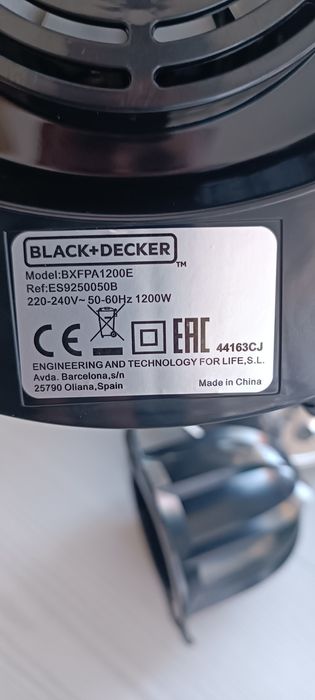 BLACK+DECKER
TM
Model:BXFPA1200E
Ref:ES9250050B
220-240V~ 50-60Hz 1200W
CE EAC 44163CJ
ENGINEERING AND TECHNOLOGY FOR LIFE,S.L.
Avda. Barcelona,s/n
25790 Oliana,Spain Made in China